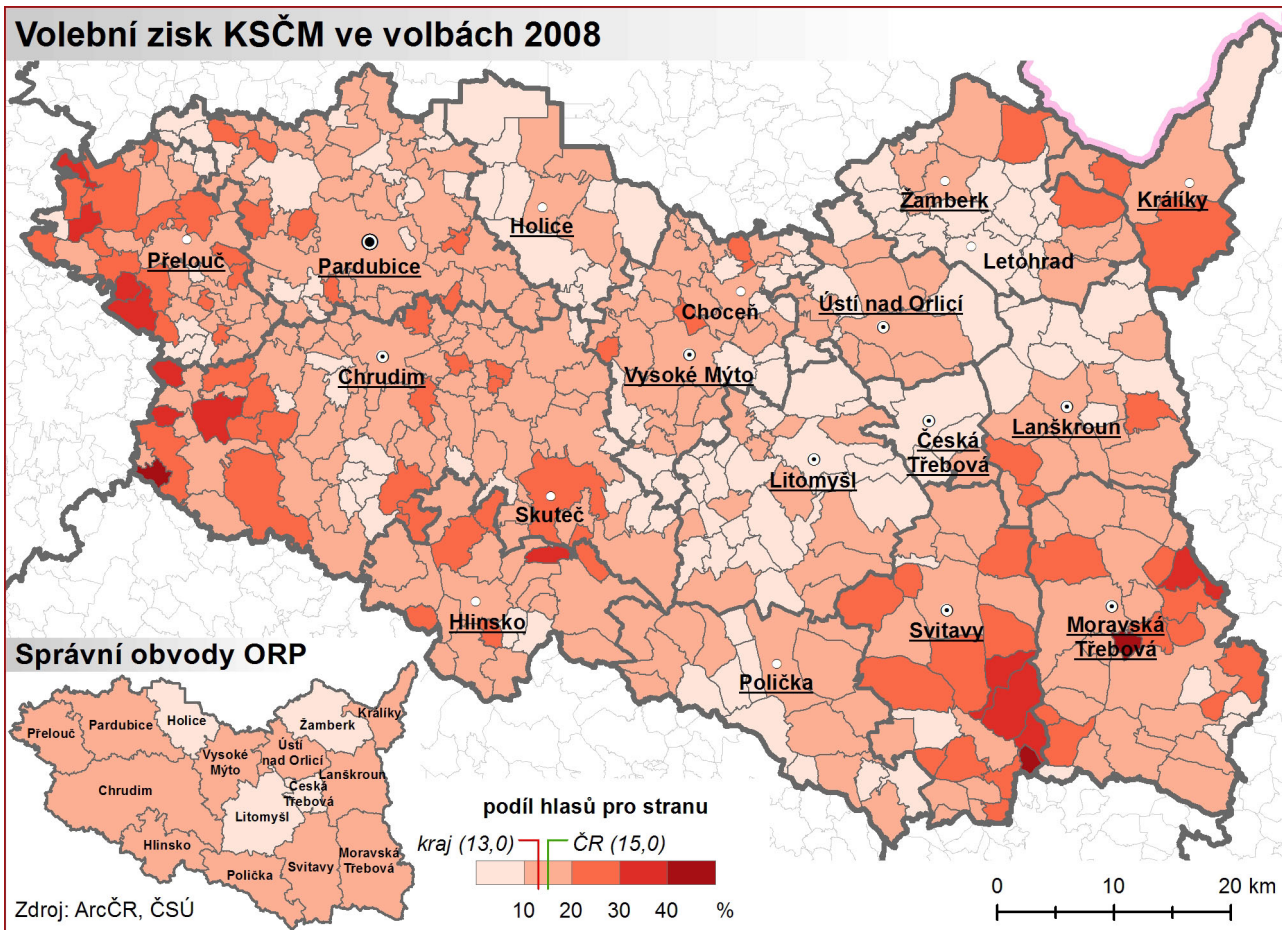 Volební zisk KSČM ve volbách 2008
Žamberk
Králíky
Holice
Přelouč
Pardubice
Letohrad
Choceň
Ústí nad Orlicí
Chrudim
Vysoké Mýto
Lanškroun
Česká
Třebová
Litomyšl
Skuteč
Hlinsko
Svitavy
Moravská
Třebová
Polička
Správní obvody ORP
Přelouč
Pardubice
Holice
Žamberk
Králíky
Vysoké
Mýto
Ústí
nad Orlicí
Lanškroun
Česká
Třebová
Chrudim
Litomyšl
Hlinsko
Polička
Svitavy
Moravská
Třebová
podíl hlasů pro stranu
kraj (13,0)
ČR (15,0)
10 20 30 40 %
0 10 20 km
Zdroj: ArcČR, ČSÚ